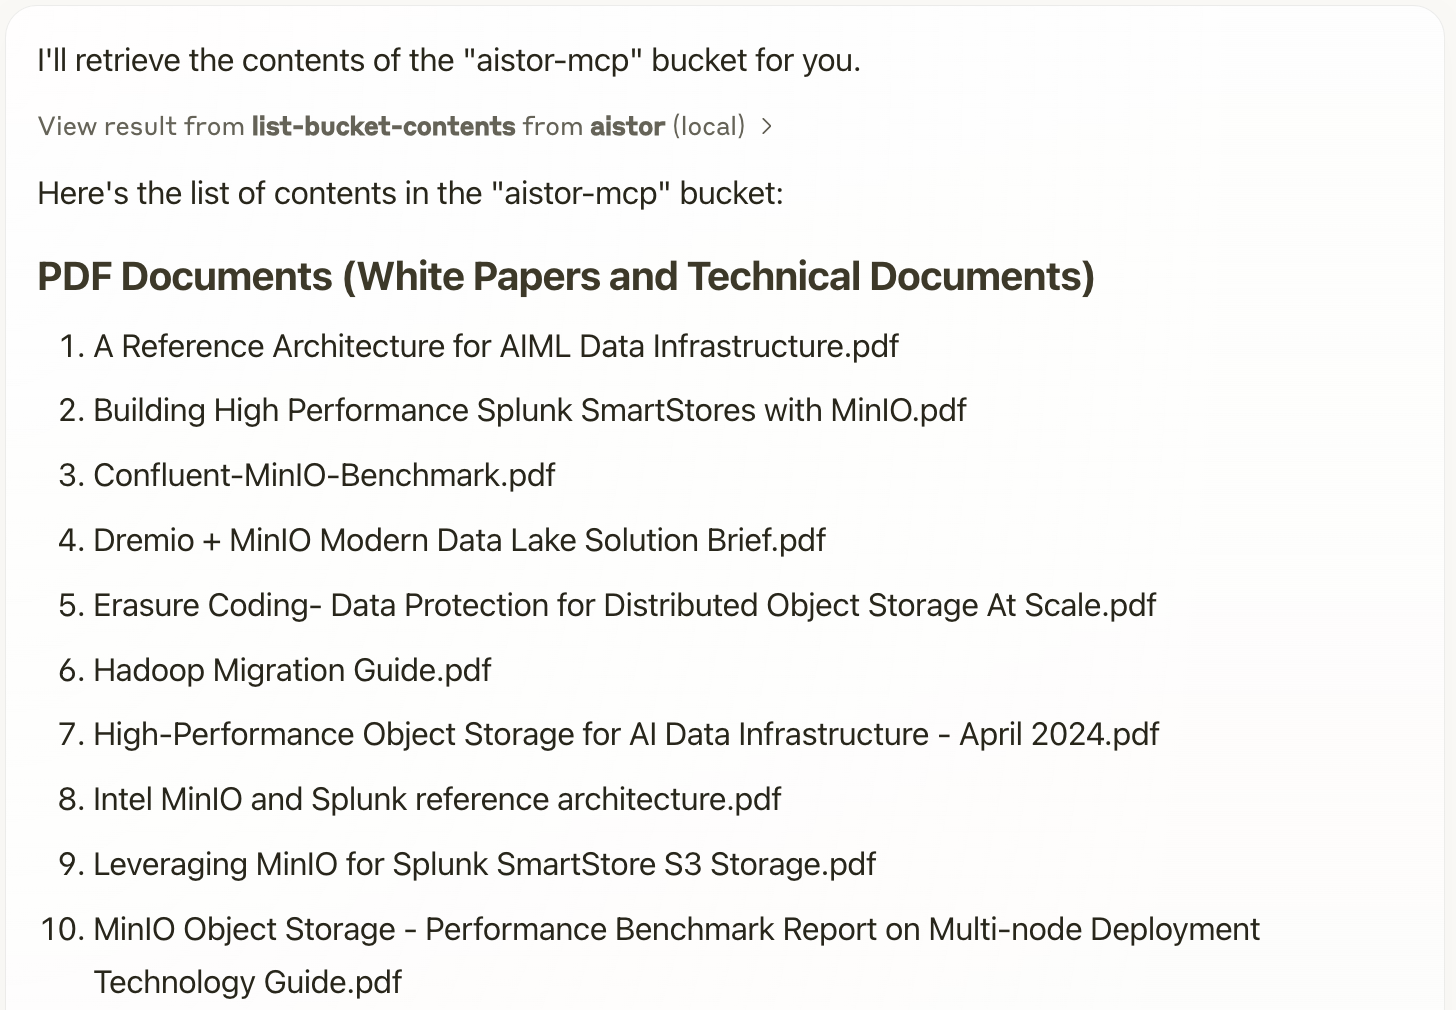 I'll retrieve the contents of the "aistor-mcp" bucket for you.
View result from list-bucket-contents from aistor (local) >
Here's the list of contents in the "aistor-mcp" bucket:
PDF Documents (White Papers and Technical Documents)
1. A Reference Architecture for AIML Data Infrastructure.pdf
2. Building High Performance Splunk SmartStores with MinIO.pdf
3. Confluent-MinIO-Benchmark.pdf
4. Dremio + MinIO Modern Data Lake Solution Brief.pdf
5. Erasure Coding- Data Protection for Distributed Object Storage At Scale.pdf
6. Hadoop Migration Guide.pdf
7. High-Performance Object Storage for AI Data Infrastructure - April 2024.pdf
8. Intel MinIO and Splunk reference architecture.pdf
9. Leveraging MinIO for Splunk SmartStore S3 Storage.pdf
10. MinIO Object Storage - Performance Benchmark Report on Multi-node Deployment
Technology Guide.pdf